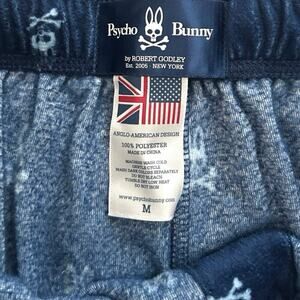 Psycho Bunny
by ROBERT GODLEY
EST. 2005 · NEW YORK
ANGLO-AMERICAN DESIGN
100% POLYESTER
MADE IN CHINA
MACHINE WASH COLD
GENTLE CYCLE
WASH DARK COLORS SEPARATELY
DO NOT BLEACH
TUMBLE DRY LOW HEAT
DO NOT IRON
www.psychobunny.com
M